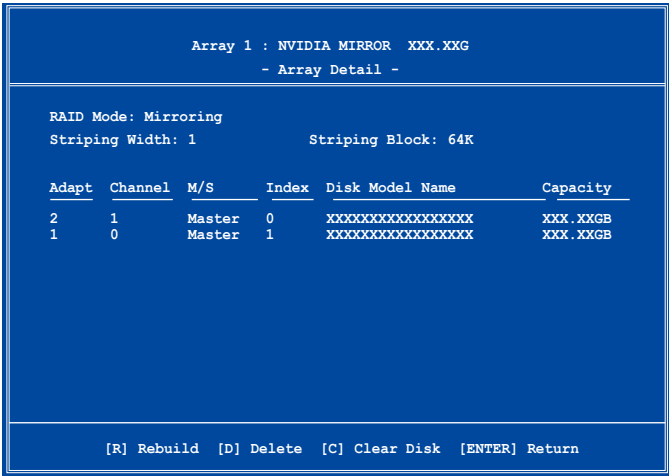 Array 1 : NVIDIA MIRROR XXX.XXG
- Array Detail -
RAID Mode: Mirroring
Striping Width: 1 Striping Block: 64K
Adapt Channel M/S Index Disk Model Name Capacity
2 1 Master 0 XXXXXXXXXXXXXXXXX XXX.XXGB
1 0 Master 1 XXXXXXXXXXXXXXXXX XXX.XXGB
[R] Rebuild [D] Delete [C] Clear Disk [ENTER] Return